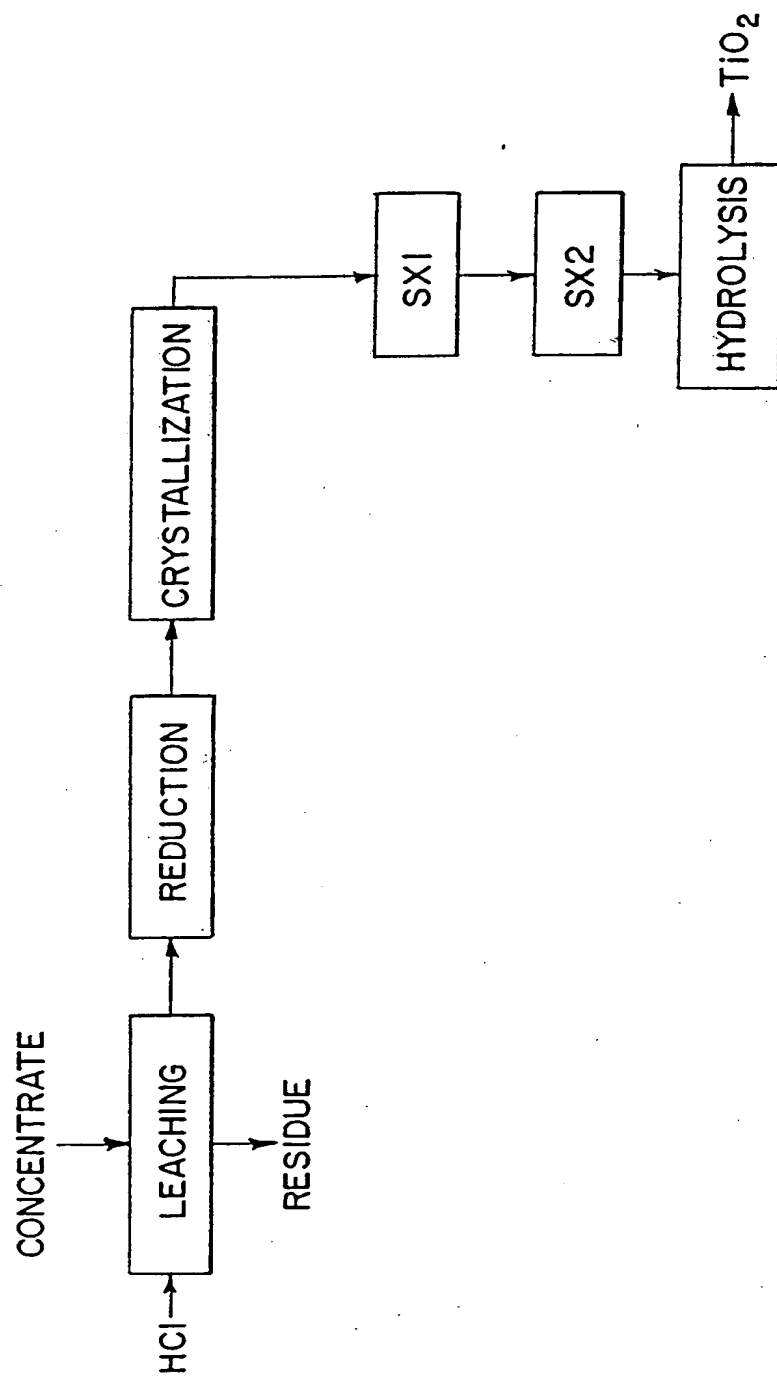 CONCENTRATE
HCl
LEACHING
RESIDUE
REDUCTION
CRYSTALLIZATION
SX1
SX2
HYDROLYSIS
TiO₂